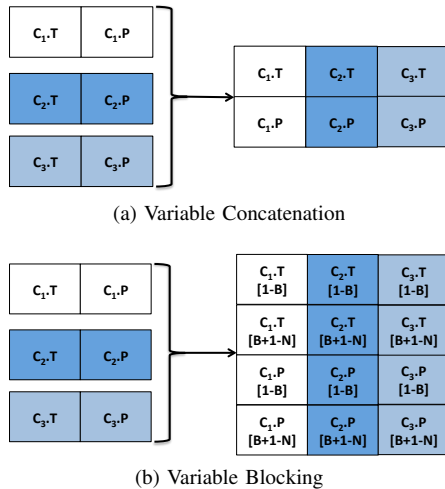 C₁.T C₁.P
C₂.T C₂.P
C₃.T C₃.P
C₁.T C₂.T C₃.T
C₁.P C₂.P C₃.P
(a) Variable Concatenation
C₁.T C₁.P
C₂.T C₂.P
C₃.T C₃.P
C₁.T C₂.T C₃.T
[1-B] [1-B] [1-B]
C₁.T C₂.T C₃.T
[B+1-N] [B+1-N] [B+1-N]
C₁.P C₂.P C₃.P
[1-B] [1-B] [1-B]
C₁.P C₂.P C₃.P
[B+1-N] [B+1-N] [B+1-N]
(b) Variable Blocking